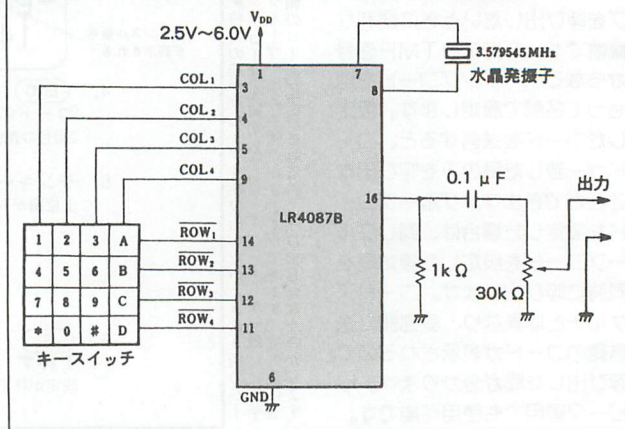 VDD
2.5V〜6.0V
1
7
3.579545MHz
水晶発振子
8
COL1
3
COL2
4
COL3
5
COL4
9
LR4087B
16
0.1 μF
出力
1kΩ
30kΩ
1 2 3 A
4 5 6 B
7 8 9 C
* 0 # D
キースイッチ
ROW1
14
ROW2
13
ROW3
12
ROW4
11
6
GND